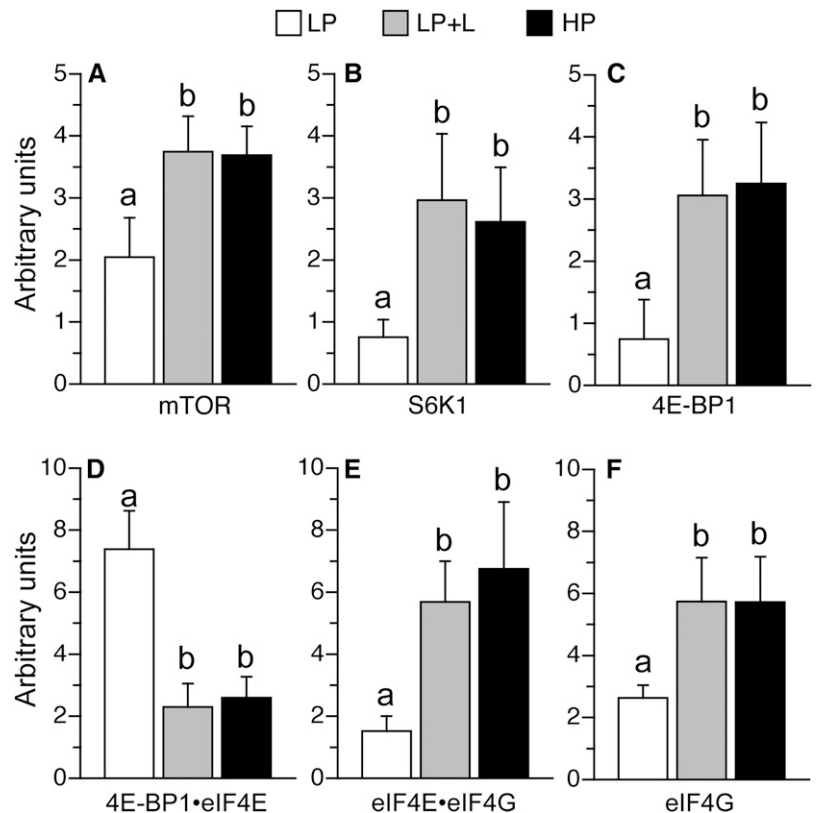 LP LP+L HP
A
5
4
3
2
1
0
Arbitrary units
a
b
b
mTOR
B
5
4
3
2
1
0
a
b
b
S6K1
C
5
4
3
2
1
0
a
b
b
4E-BP1
D
10
8
6
4
2
0
Arbitrary units
a
b
b
4E-BP1•eIF4E
E
10
8
6
4
2
0
a
b
b
eIF4E•eIF4G
F
10
8
6
4
2
0
a
b
b
eIF4G